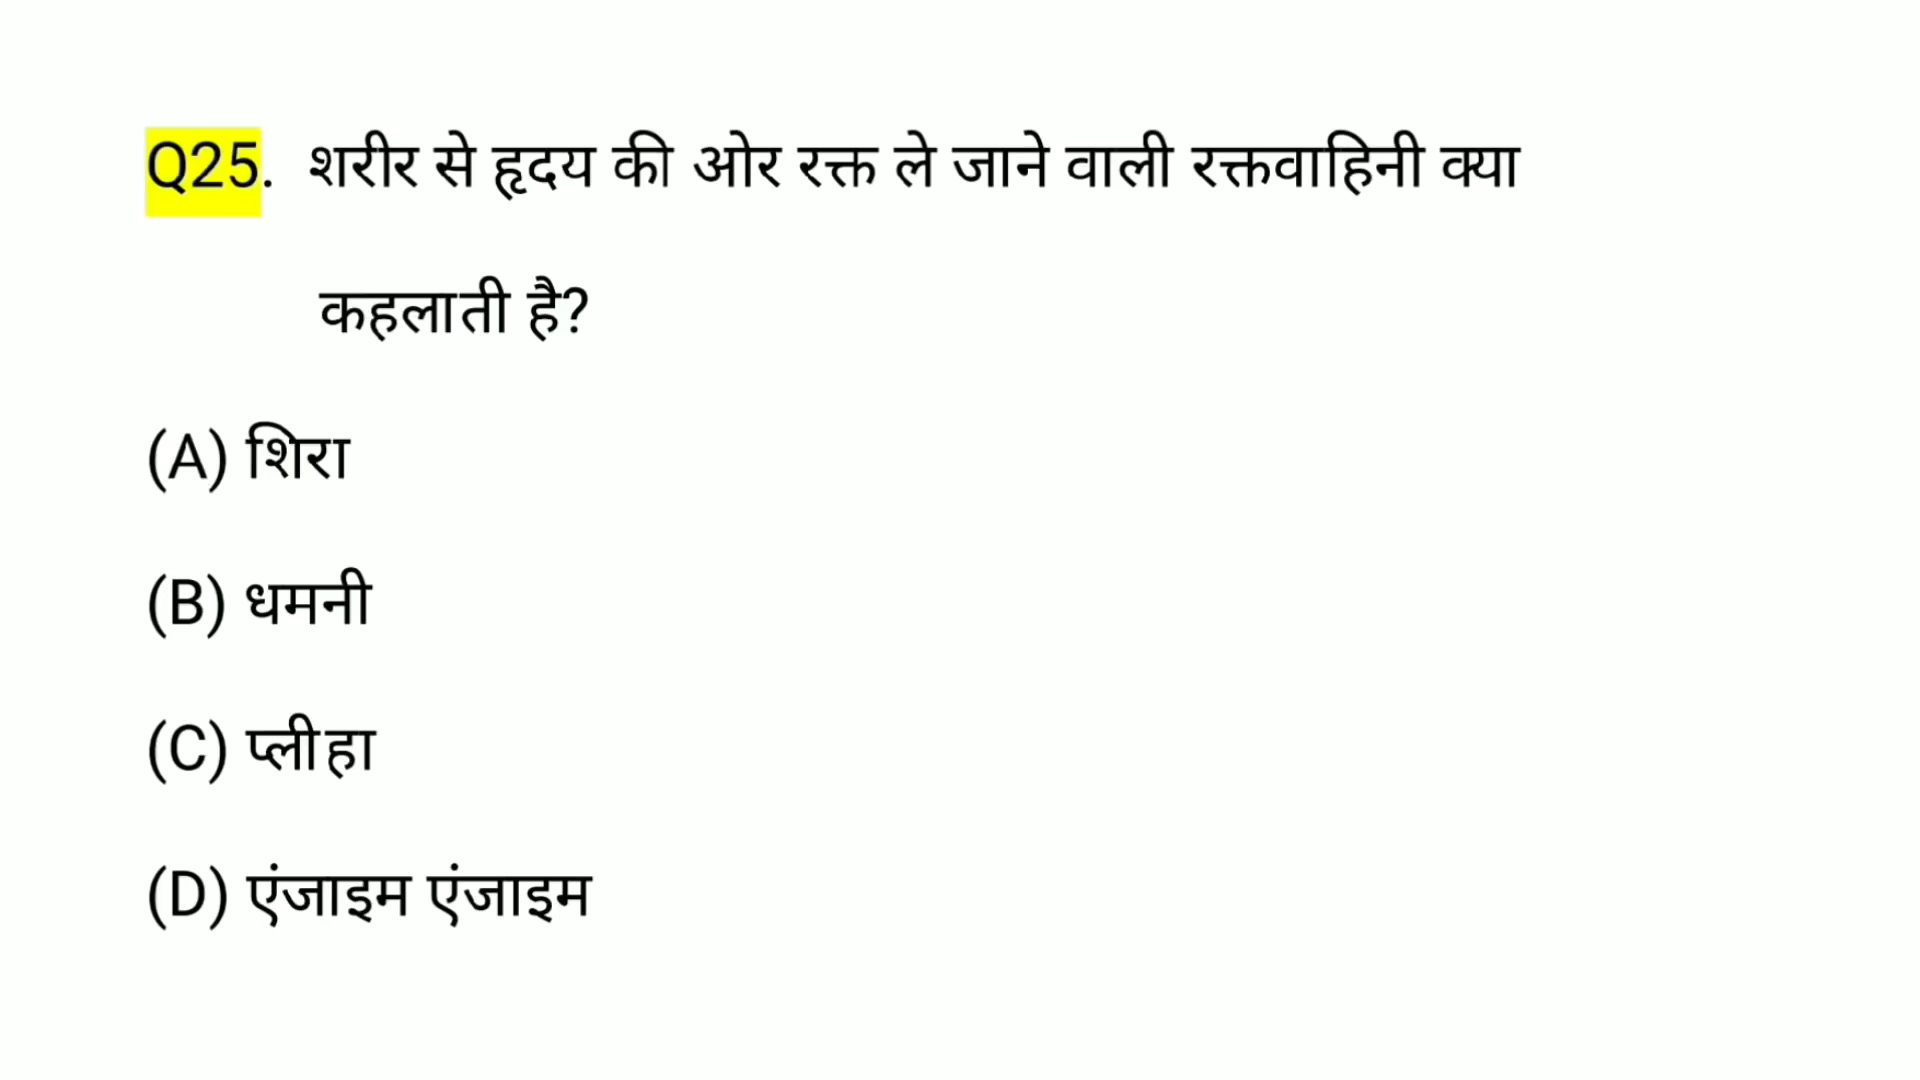 Q25. शरीर से हृदय की ओर रक्त ले जाने वाली रक्तवाहिनी क्या
कहलाती है?
(A) शिरा
(B) धमनी
(C) प्लीहा
(D) एंजाइम एंजाइम